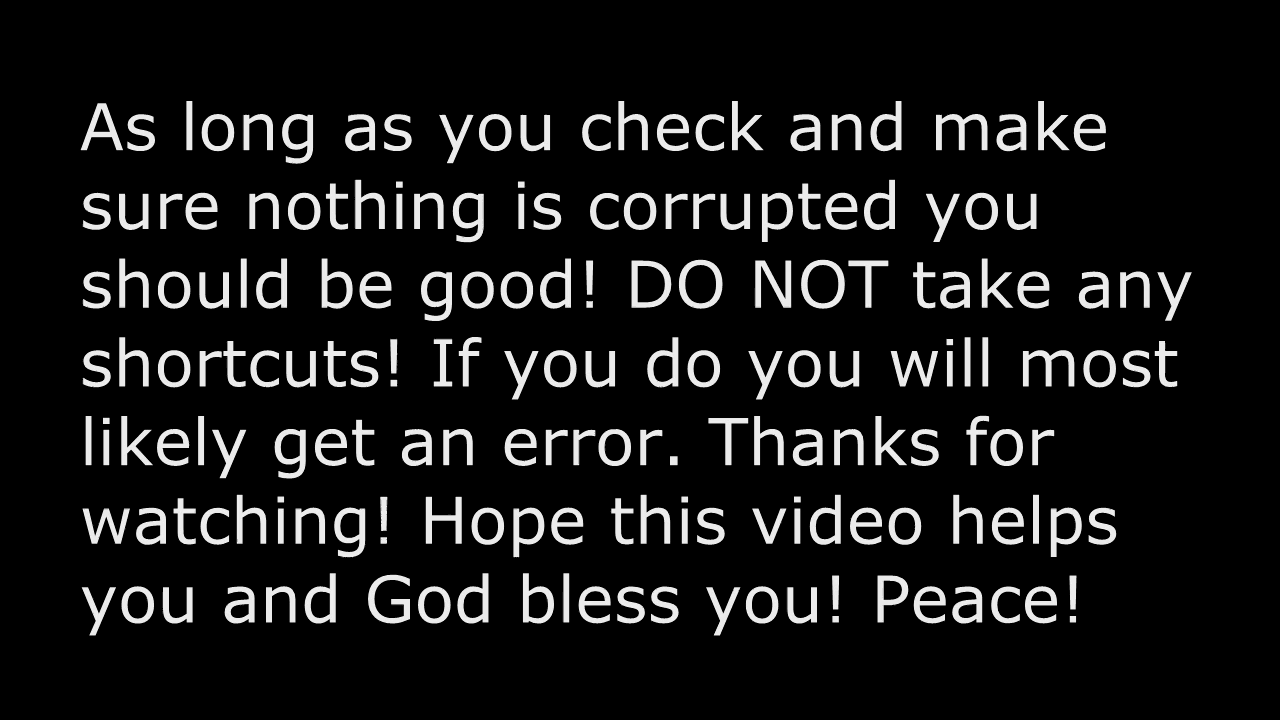 As long as you check and make
sure nothing is corrupted you
should be good! DO NOT take any
shortcuts! If you do you will most
likely get an error. Thanks for
watching! Hope this video helps
you and God bless you! Peace!